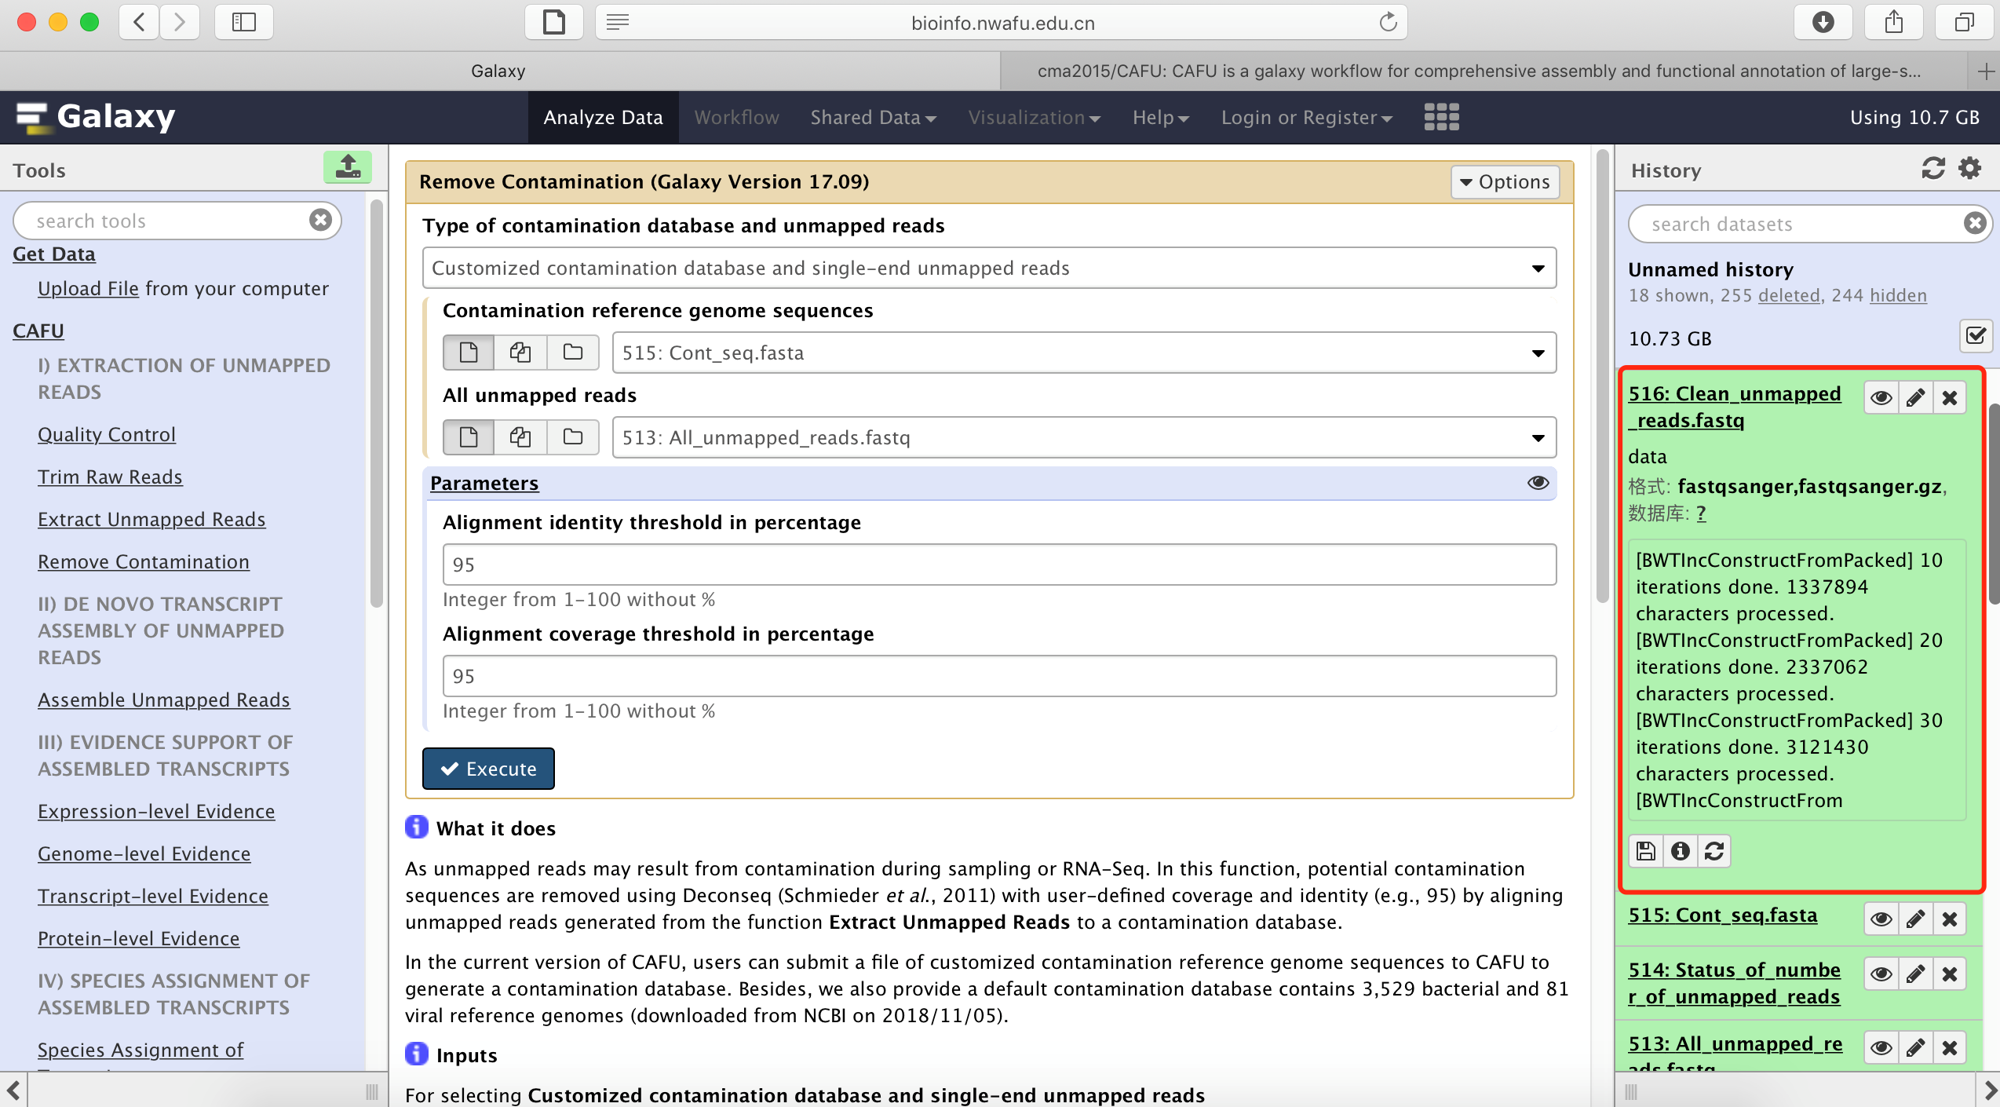 bioinfo.nwafu.edu.cn
Galaxy
cma2015/CAFU: CAFU is a galaxy workflow for comprehensive assembly and functional annotation of large-s...
Galaxy
Analyze Data
Workflow
Shared Data
Visualization
Help
Login or Register
Using 10.7 GB
Tools
search tools
Get Data
Upload File from your computer
CAFU
I) EXTRACTION OF UNMAPPED
READS
Quality Control
Trim Raw Reads
Extract Unmapped Reads
Remove Contamination
II) DE NOVO TRANSCRIPT
ASSEMBLY OF UNMAPPED
READS
Assemble Unmapped Reads
III) EVIDENCE SUPPORT OF
ASSEMBLED TRANSCRIPTS
Expression-level Evidence
Genome-level Evidence
Transcript-level Evidence
Protein-level Evidence
IV) SPECIES ASSIGNMENT OF
ASSEMBLED TRANSCRIPTS
Species Assignment of
Remove Contamination (Galaxy Version 17.09)
Options
Type of contamination database and unmapped reads
Customized contamination database and single-end unmapped reads
Contamination reference genome sequences
515: Cont_seq.fasta
All unmapped reads
513: All_unmapped_reads.fastq
Parameters
Alignment identity threshold in percentage
95
Integer from 1-100 without %
Alignment coverage threshold in percentage
95
Integer from 1-100 without %
Execute
What it does
As unmapped reads may result from contamination during sampling or RNA-Seq. In this function, potential contamination
sequences are removed using Deconseq (Schmieder et al., 2011) with user-defined coverage and identity (e.g., 95) by aligning
unmapped reads generated from the function Extract Unmapped Reads to a contamination database.
In the current version of CAFU, users can submit a file of customized contamination reference genome sequences to CAFU to
generate a contamination database. Besides, we also provide a default contamination database contains 3,529 bacterial and 81
viral reference genomes (downloaded from NCBI on 2018/11/05).
Inputs
For selecting Customized contamination database and single-end unmapped reads
History
search datasets
Unnamed history
18 shown, 255 deleted, 244 hidden
10.73 GB
516: Clean_unmapped
_reads.fastq
data
格式: fastqsanger,fastqsanger.gz,
数据库: ?
[BWTIncConstructFromPacked] 10
iterations done. 1337894
characters processed.
[BWTIncConstructFromPacked] 20
iterations done. 2337062
characters processed.
[BWTIncConstructFromPacked] 30
iterations done. 3121430
characters processed.
[BWTIncConstructFrom
515: Cont_seq.fasta
514: Status_of_numbe
r_of_unmapped_reads
513: All_unmapped_re
ads.fastq